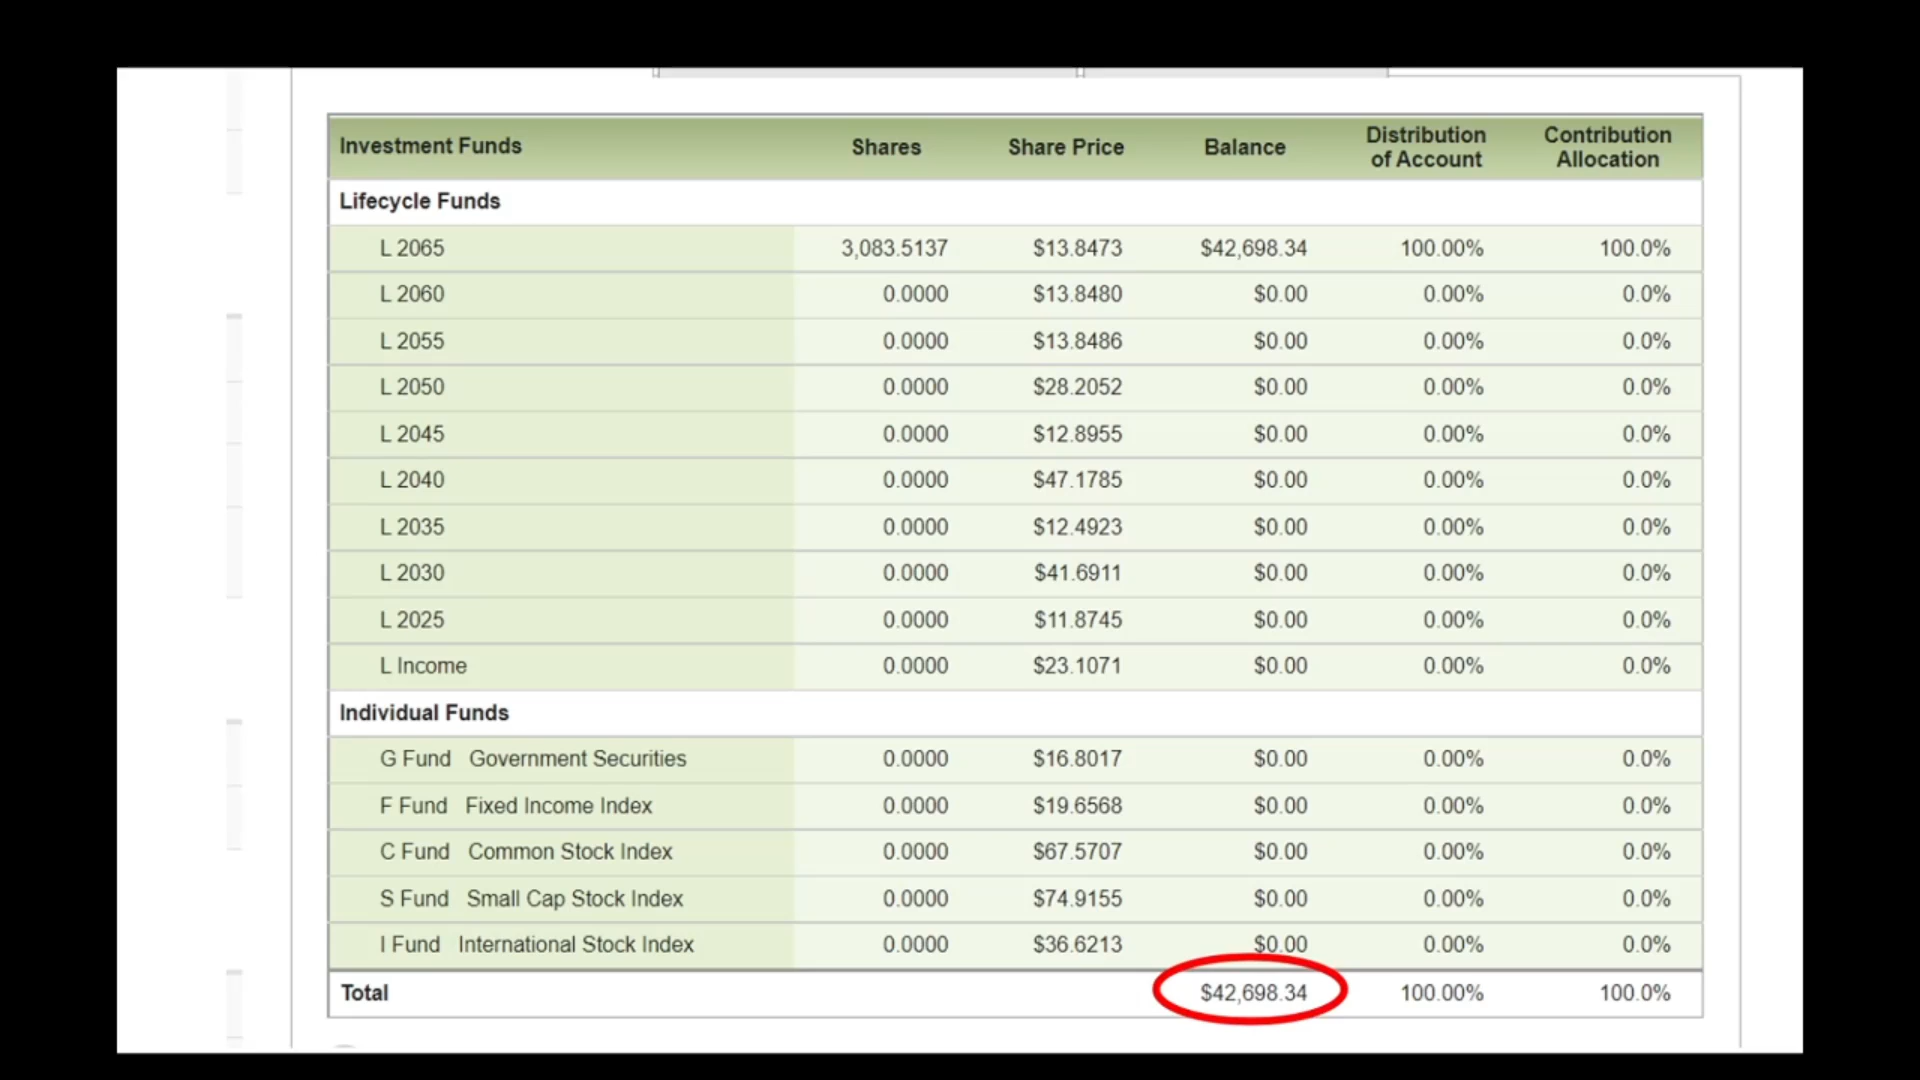 Investment Funds Shares Share Price Balance Distribution of Account Contribution Allocation
Lifecycle Funds
L 2065 3,083.5137 $13.8473 $42,698.34 100.00% 100.0%
L 2060 0.0000 $13.8480 $0.00 0.00% 0.0%
L 2055 0.0000 $13.8486 $0.00 0.00% 0.0%
L 2050 0.0000 $28.2052 $0.00 0.00% 0.0%
L 2045 0.0000 $12.8955 $0.00 0.00% 0.0%
L 2040 0.0000 $47.1785 $0.00 0.00% 0.0%
L 2035 0.0000 $12.4923 $0.00 0.00% 0.0%
L 2030 0.0000 $41.6911 $0.00 0.00% 0.0%
L 2025 0.0000 $11.8745 $0.00 0.00% 0.0%
L Income 0.0000 $23.1071 $0.00 0.00% 0.0%
Individual Funds
G Fund Government Securities 0.0000 $16.8017 $0.00 0.00% 0.0%
F Fund Fixed Income Index 0.0000 $19.6568 $0.00 0.00% 0.0%
C Fund Common Stock Index 0.0000 $67.5707 $0.00 0.00% 0.0%
S Fund Small Cap Stock Index 0.0000 $74.9155 $0.00 0.00% 0.0%
I Fund International Stock Index 0.0000 $36.6213 $0.00 0.00% 0.0%
Total $42,698.34 100.00% 100.0%